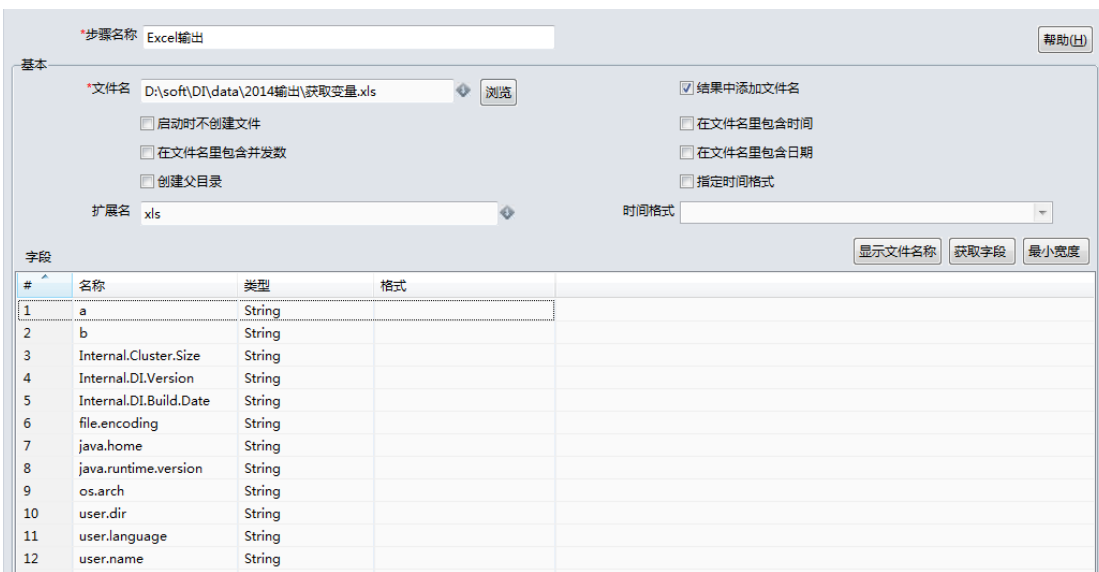 *步骤名称 Excel输出 帮助(H)
基本
*文件名 D:\soft\DI\data\2014输出\获取变量.xls 浏览 结果中添加文件名
启动时不创建文件 在文件名里包含时间
在文件名里包含并发数 在文件名里包含日期
创建父目录 指定时间格式
扩展名 xls 时间格式
字段 显示文件名称 获取字段 最小宽度
# 名称 类型 格式
1 a String
2 b String
3 Internal.Cluster.Size String
4 Internal.DI.Version String
5 Internal.DI.Build.Date String
6 file.encoding String
7 java.home String
8 java.runtime.version String
9 os.arch String
10 user.dir String
11 user.language String
12 user.name String